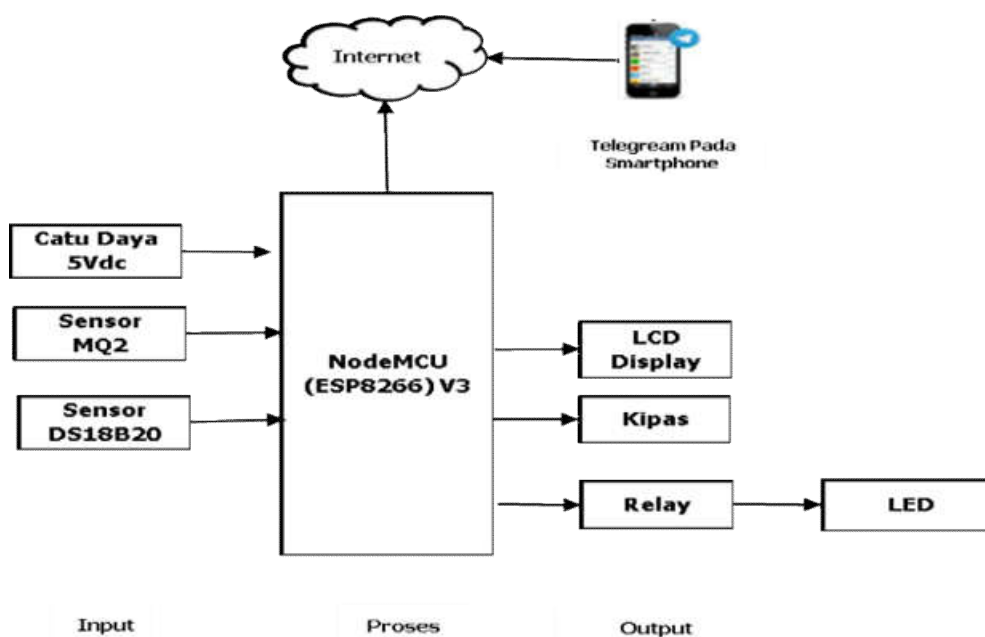 Internet
Telegream Pada
Smartphone
Catu Daya
5Vdc
Sensor
MQ2
Sensor
DS18B20
NodeMCU
(ESP8266) V3
LCD
Display
Kipas
Relay
LED
Input
Proses
Output